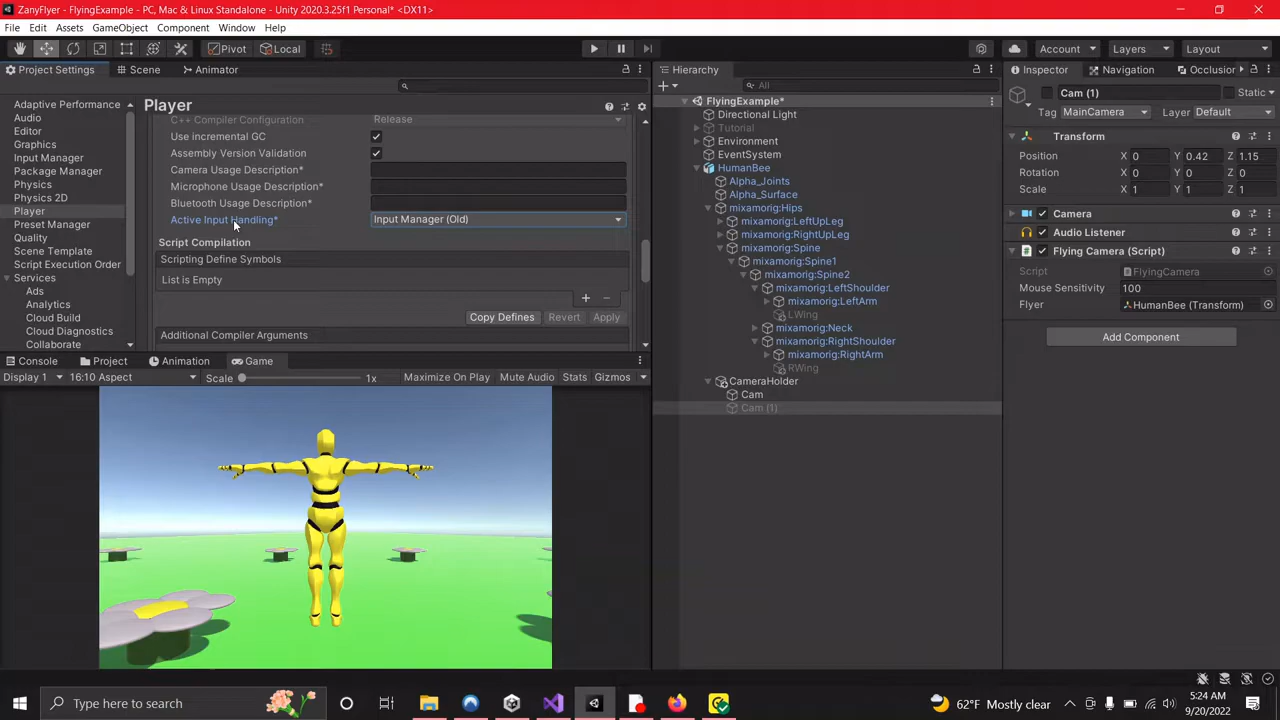 ZanyFlyer - FlyingExample - PC, Mac & Linux Standalone - Unity 2020.3.25f1 Personal* <DX11>
File Edit Assets GameObject Component Window Help
Pivot Local Account Layers Layout
Project Settings Scene Animator
Player
Adaptive Performance
Audio
Editor
Graphics
Input Manager
Package Manager
Physics
Physics 2D
Player
Preset Manager
Quality
Scene Template
Script Execution Order
Services
Ads
Analytics
Cloud Build
Cloud Diagnostics
Collaborate
C++ Compiler Configuration Release
Use incremental GC
Assembly Version Validation
Camera Usage Description*
Microphone Usage Description*
Bluetooth Usage Description*
Active Input Handling* Input Manager (Old)
Script Compilation
Scripting Define Symbols
List is Empty
Copy Defines Revert Apply
Additional Compiler Arguments
Console Project Animation Game
Display 1 16:10 Aspect Scale 1x Maximize On Play Mute Audio Stats Gizmos
Hierarchy
All
FlyingExample*
Directional Light
Tutorial
Environment
EventSystem
HumanBee
Alpha_Joints
Alpha_Surface
mixamorig:Hips
mixamorig:LeftUpLeg
mixamorig:RightUpLeg
mixamorig:Spine
mixamorig:Spine1
mixamorig:Spine2
mixamorig:LeftShoulder
mixamorig:LeftArm
LWing
mixamorig:Neck
mixamorig:RightShoulder
mixamorig:RightArm
RWing
CameraHolder
Cam
Cam (1)
Inspector Navigation Occlusion
Cam (1) Static
Tag MainCamera Layer Default
Transform
Position X 0 Y 0.42 Z 1.15
Rotation X 0 Y 0 Z 0
Scale X 1 Y 1 Z 1
Camera
Audio Listener
Flying Camera (Script)
Script FlyingCamera
Mouse Sensitivity 100
Flyer HumanBee (Transform)
Add Component
Type here to search
62°F Mostly clear
5:24 AM
9/20/2022